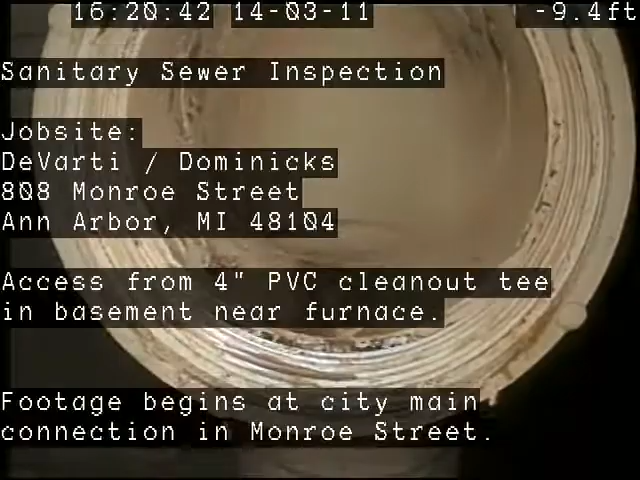 16:20:42 14-03-11 -9.4ft
Sanitary Sewer Inspection
Jobsite:
DeVarti / Dominicks
808 Monroe Street
Ann Arbor, MI 48104
Access from 4" PVC cleanout tee
in basement near furnace.
Footage begins at city main
connection in Monroe Street.